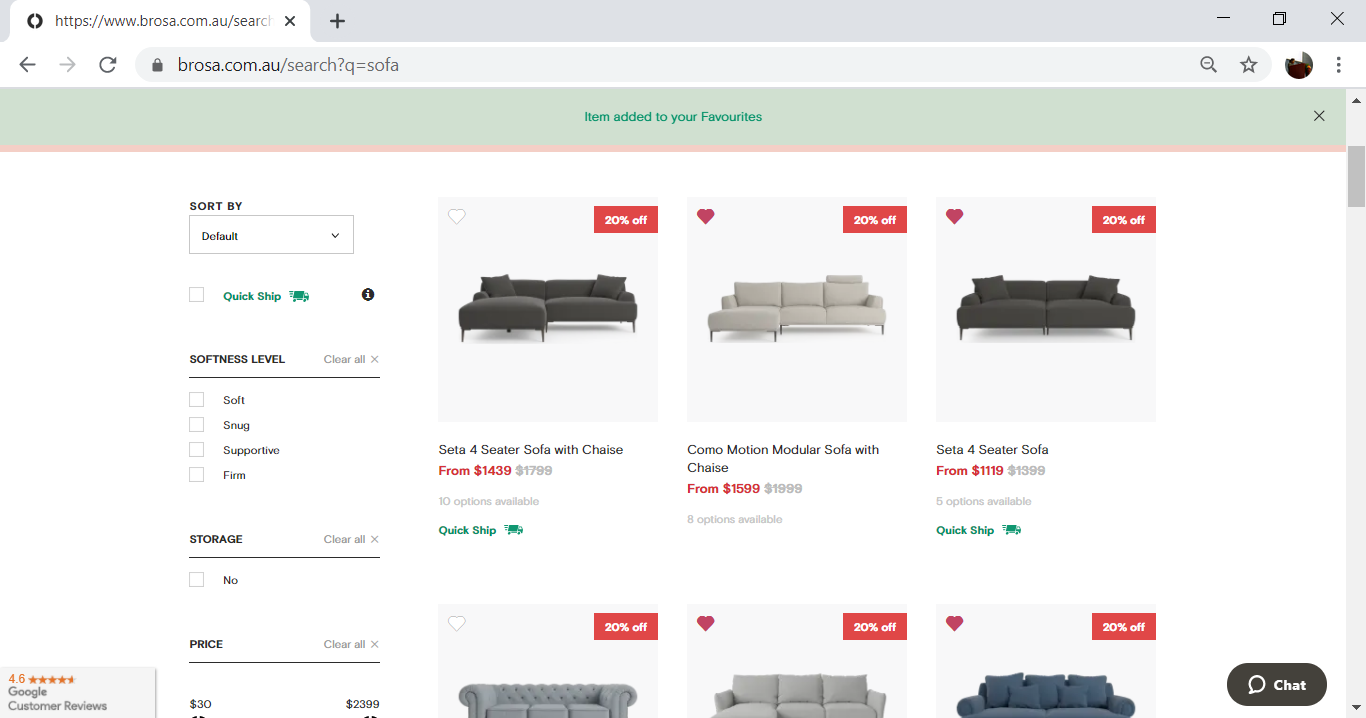 https://www.brosa.com.au/search
brosa.com.au/search?q=sofa
Item added to your Favourites
SORT BY
Default
Quick Ship
SOFTNESS LEVEL Clear all ×
Soft
Snug
Supportive
Firm
STORAGE Clear all ×
No
PRICE Clear all ×
$30 $2399
20% off
Seta 4 Seater Sofa with Chaise
From $1439 $1799
10 options available
Quick Ship
20% off
Como Motion Modular Sofa with
Chaise
From $1599 $1999
8 options available
20% off
Seta 4 Seater Sofa
From $1119 $1399
5 options available
Quick Ship
20% off
20% off
20% off
4.6
Google
Customer Reviews
Chat